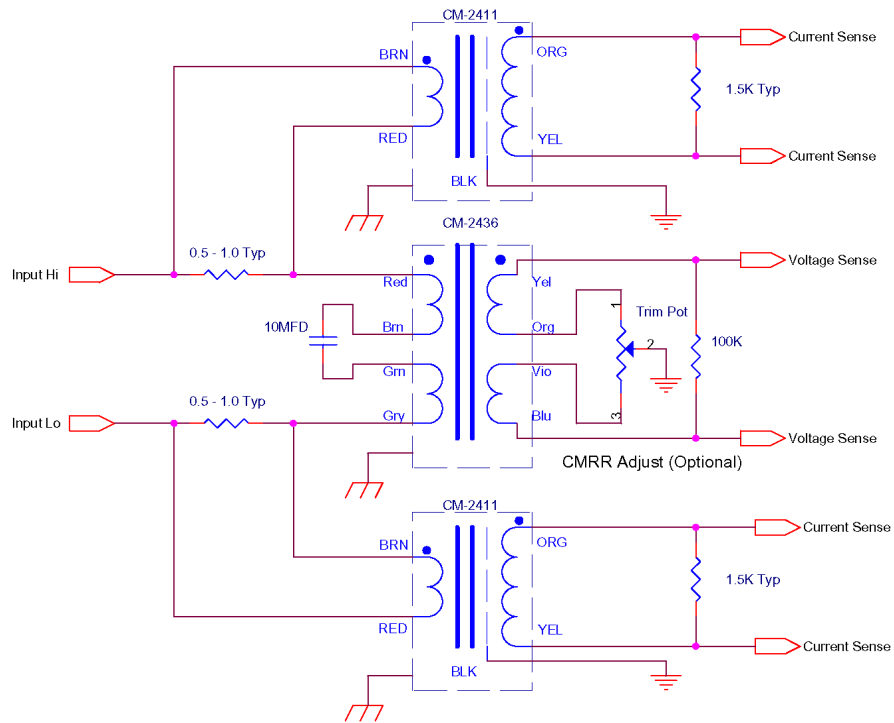 CM-2411
BRN
ORG
Current Sense
1.5K Typ
RED
YEL
Current Sense
BLK
CM-2436
0.5 - 1.0 Typ
Input Hi
Red
Yel
Voltage Sense
10MFD
Brn
Org
1
Trim Pot
2
100K
Grn
Vio
0.5 - 1.0 Typ
Input Lo
Gry
Blu
3
Voltage Sense
CMRR Adjust (Optional)
CM-2411
BRN
ORG
Current Sense
1.5K Typ
RED
YEL
Current Sense
BLK